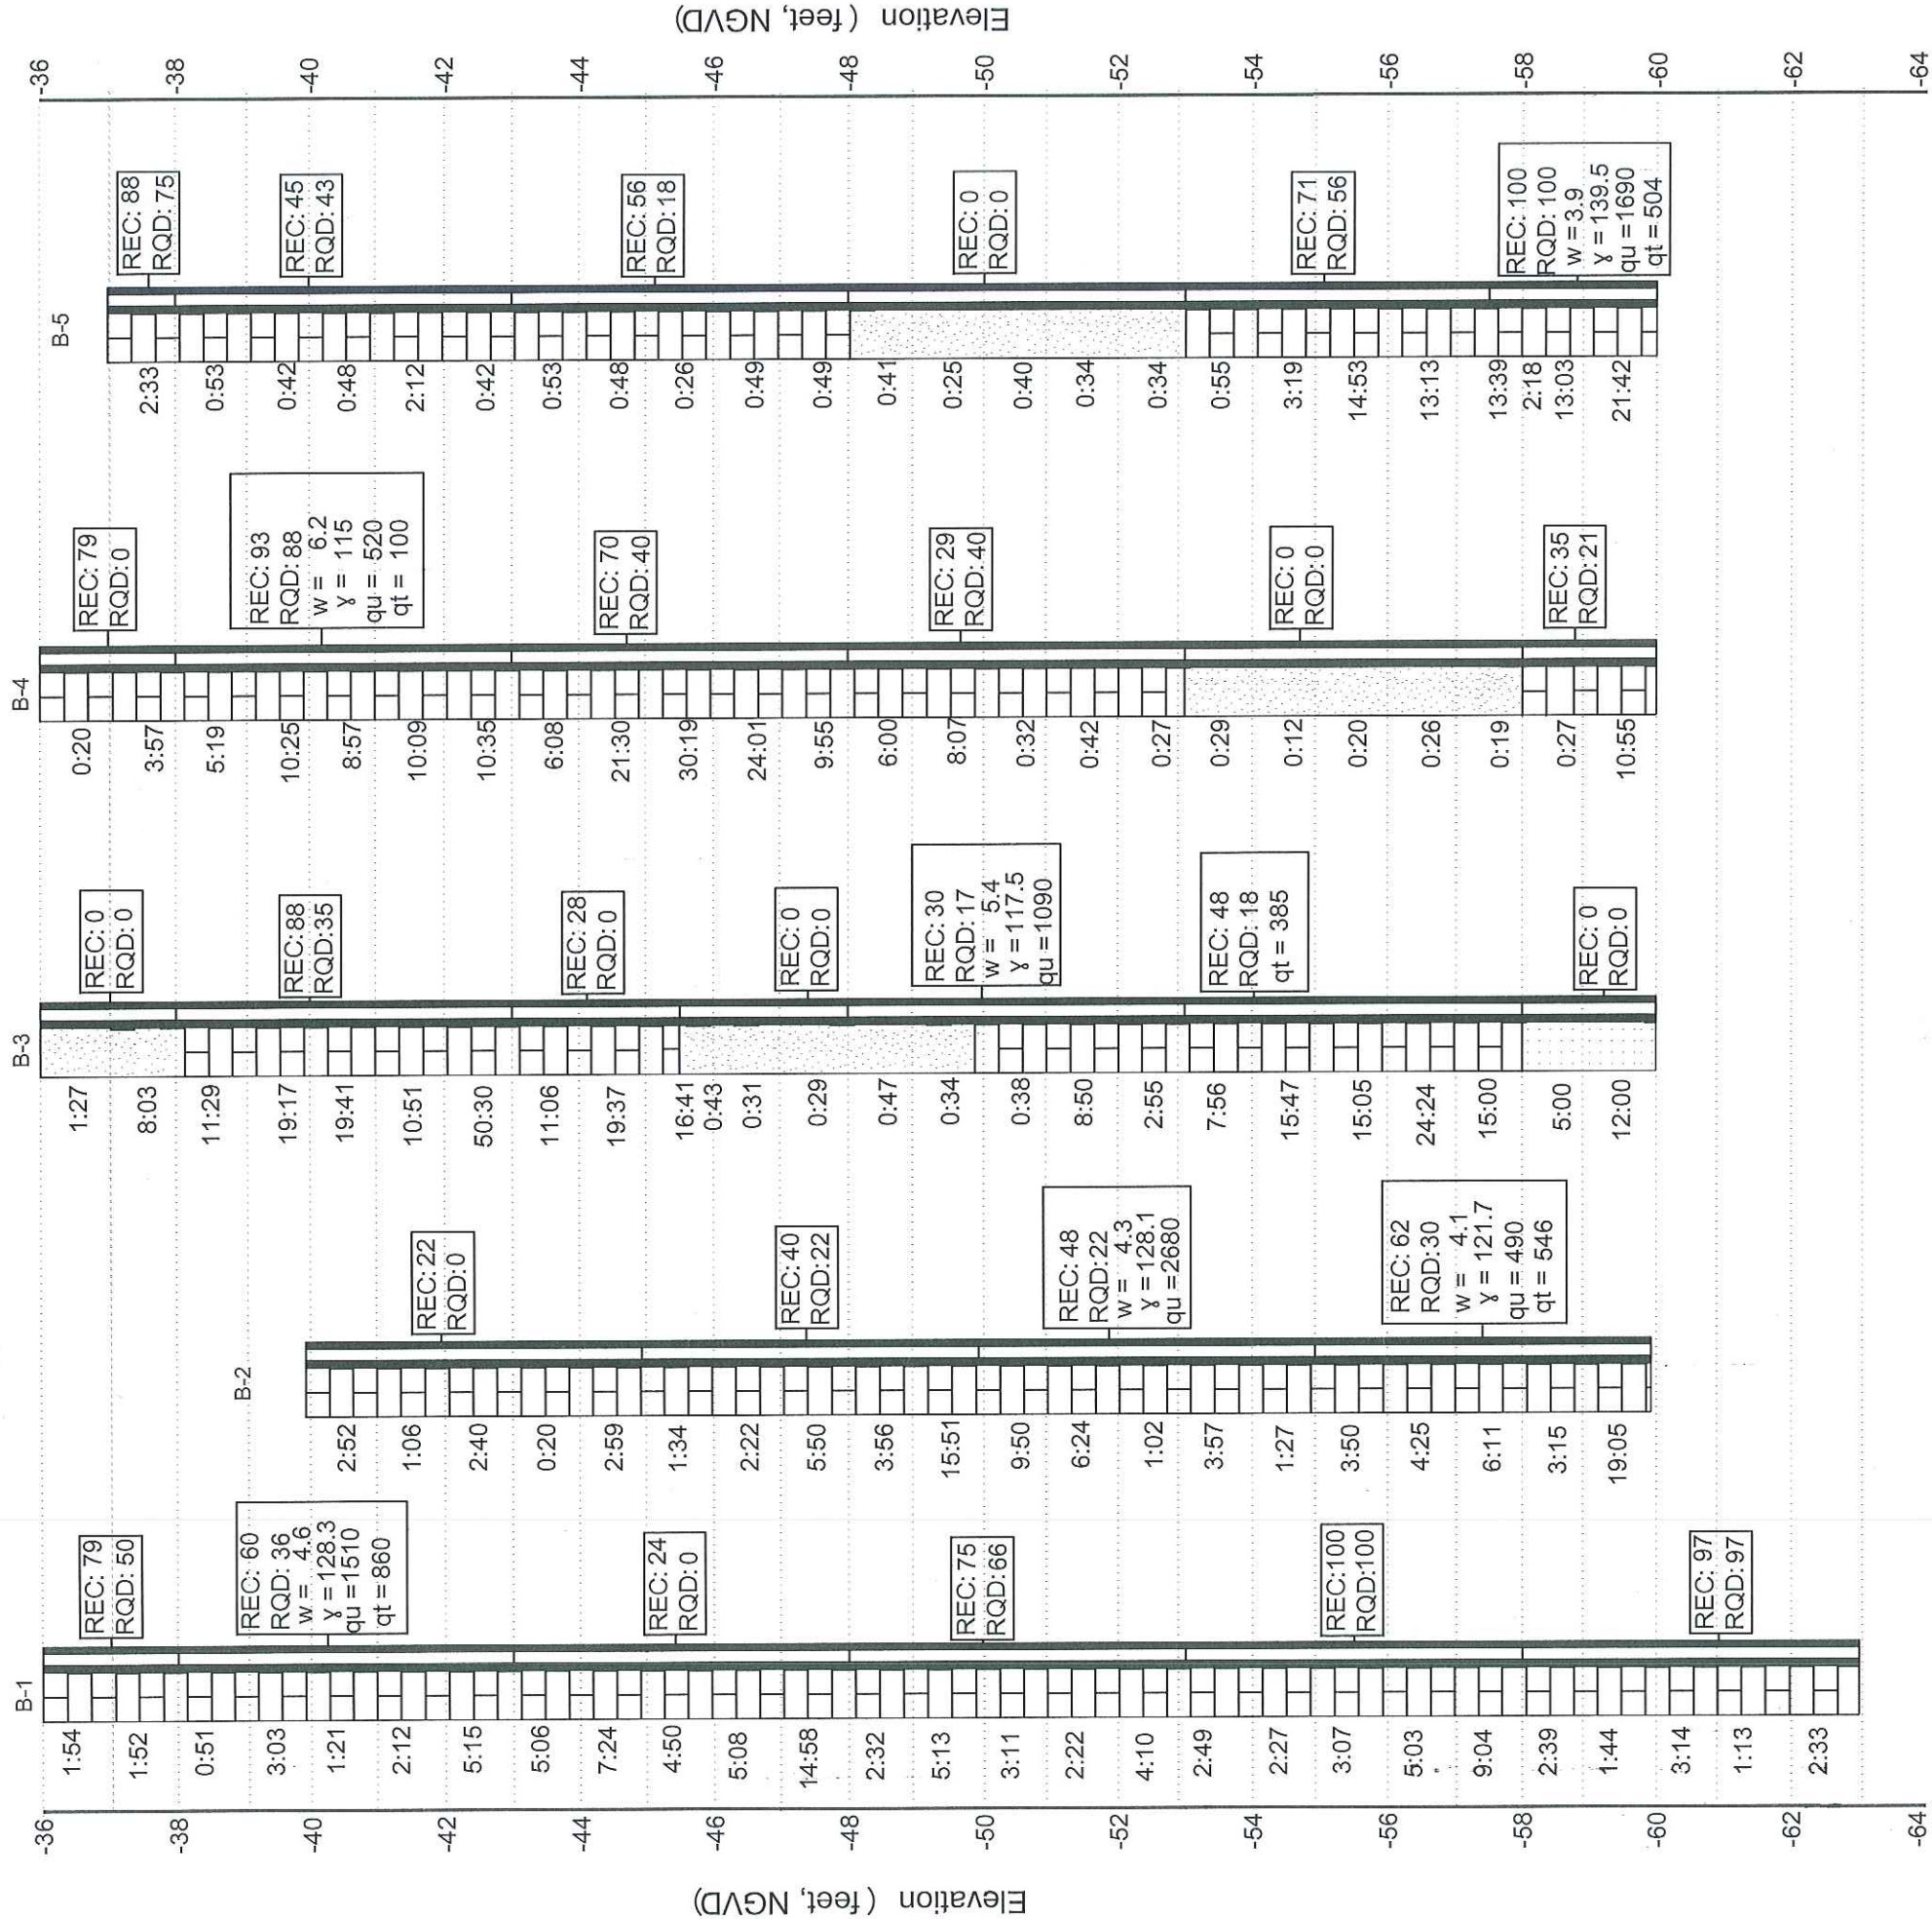 Elevation ( feet, NGVD)
-36
-38
-40
-42
-44
-46
-48
-50
-52
-54
-56
-58
-60
-62
-64
B-1
1:54
1:52
0:51
3:03
1:21
2:12
5:15
5:06
7:24
4:50
5:08
14:58
2:32
5:13
3:11
2:22
4:10
2:49
2:27
3:07
5:03
9:04
2:39
1:44
3:14
1:13
2:33
REC: 79
RQD: 50
REC: 60
RQD: 36
w = 4.6
ɣ = 128.3
qu = 1510
qt = 860
REC: 24
RQD: 0
REC: 75
RQD: 66
REC: 100
RQD: 100
REC: 97
RQD: 97
B-2
2:52
1:06
2:40
0:20
2:59
1:34
2:22
5:50
3:56
15:51
9:50
6:24
1:02
3:57
1:27
3:50
4:25
6:11
3:15
19:05
REC: 22
RQD: 0
REC: 40
RQD: 22
REC: 48
RQD: 22
w = 4.3
ɣ = 128.1
qu = 2680
REC: 62
RQD: 30
w = 4.1
ɣ = 121.7
qu = 490
qt = 546
B-3
1:27
8:03
11:29
19:17
19:41
10:51
50:30
11:06
19:37
16:41
0:43
0:31
0:29
0:47
0:34
0:38
8:50
2:55
7:56
15:47
15:05
24:24
15:00
5:00
12:00
REC: 0
RQD: 0
REC: 88
RQD: 35
REC: 28
RQD: 0
REC: 0
RQD: 0
REC: 30
RQD: 17
w = 5.4
ɣ = 117.5
qu = 1090
REC: 48
RQD: 18
qt = 385
REC: 0
RQD: 0
B-4
0:20
3:57
5:19
10:25
8:57
10:09
10:35
6:08
21:30
30:19
24:01
9:55
6:00
8:07
0:32
0:42
0:27
0:29
0:12
0:20
0:26
0:19
0:27
10:55
REC: 79
RQD: 0
REC: 93
RQD: 88
w = 6.2
ɣ = 115
qu = 520
qt = 100
REC: 70
RQD: 40
REC: 29
RQD: 40
REC: 0
RQD: 0
REC: 35
RQD: 21
B-5
2:33
0:53
0:42
0:48
2:12
0:42
0:53
0:48
0:26
0:49
0:49
0:41
0:25
0:40
0:34
0:34
0:55
3:19
14:53
13:13
13:39
2:18
13:03
21:42
REC: 88
RQD: 75
REC: 45
RQD: 43
REC: 56
RQD: 18
REC: 0
RQD: 0
REC: 71
RQD: 56
REC: 100
RQD: 100
w = 3.9
ɣ = 139.5
qu = 1690
qt = 504
-36
-38
-40
-42
-44
-46
-48
-50
-52
-54
-56
-58
-60
-62
-64
Elevation ( feet, NGVD)